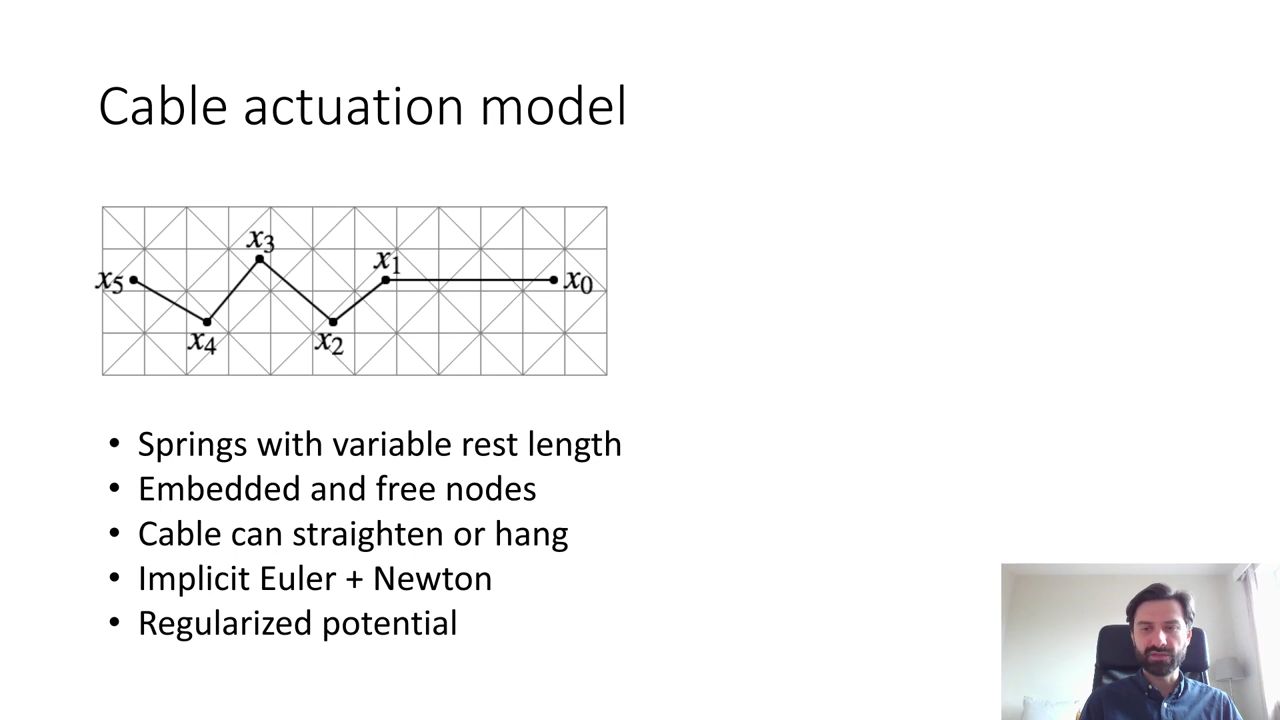 Cable actuation model
x3
x1
x5
x0
x4
x2
• Springs with variable rest length
• Embedded and free nodes
• Cable can straighten or hang
• Implicit Euler + Newton
• Regularized potential